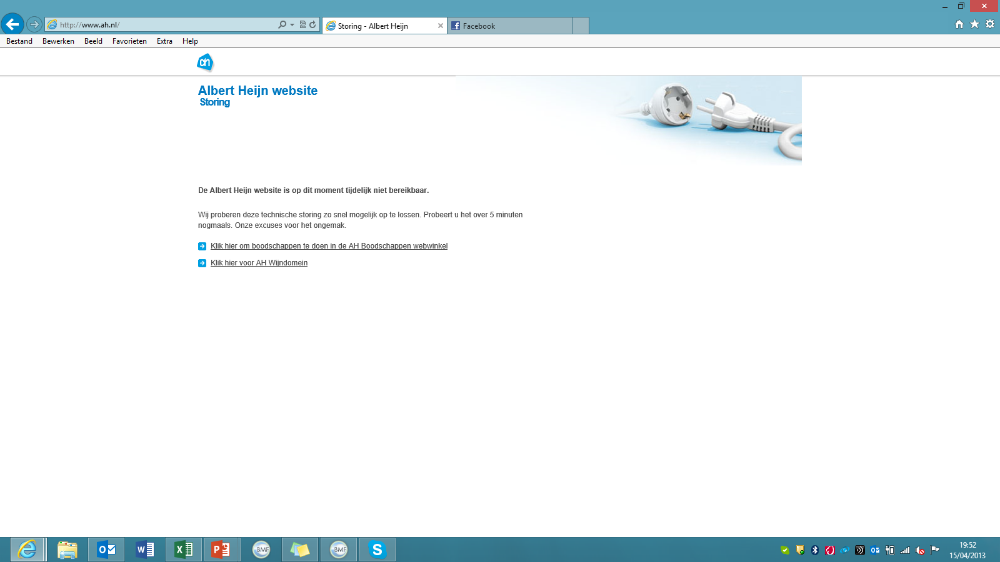 http://www.ah.nl/
Storing - Albert Heijn
Facebook
Bestand Bewerken Beeld Favorieten Extra Help
ah
Albert Heijn website
Storing
De Albert Heijn website is op dit moment tijdelijk niet bereikbaar.
Wij proberen deze technische storing zo snel mogelijk op te lossen. Probeert u het over 5 minuten
nogmaals. Onze excuses voor het ongemak.
Klik hier om boodschappen te doen in de AH Boodschappen webwinkel
Klik hier voor AH Wijndomein
BMF
BMF
19:52
15/04/2013